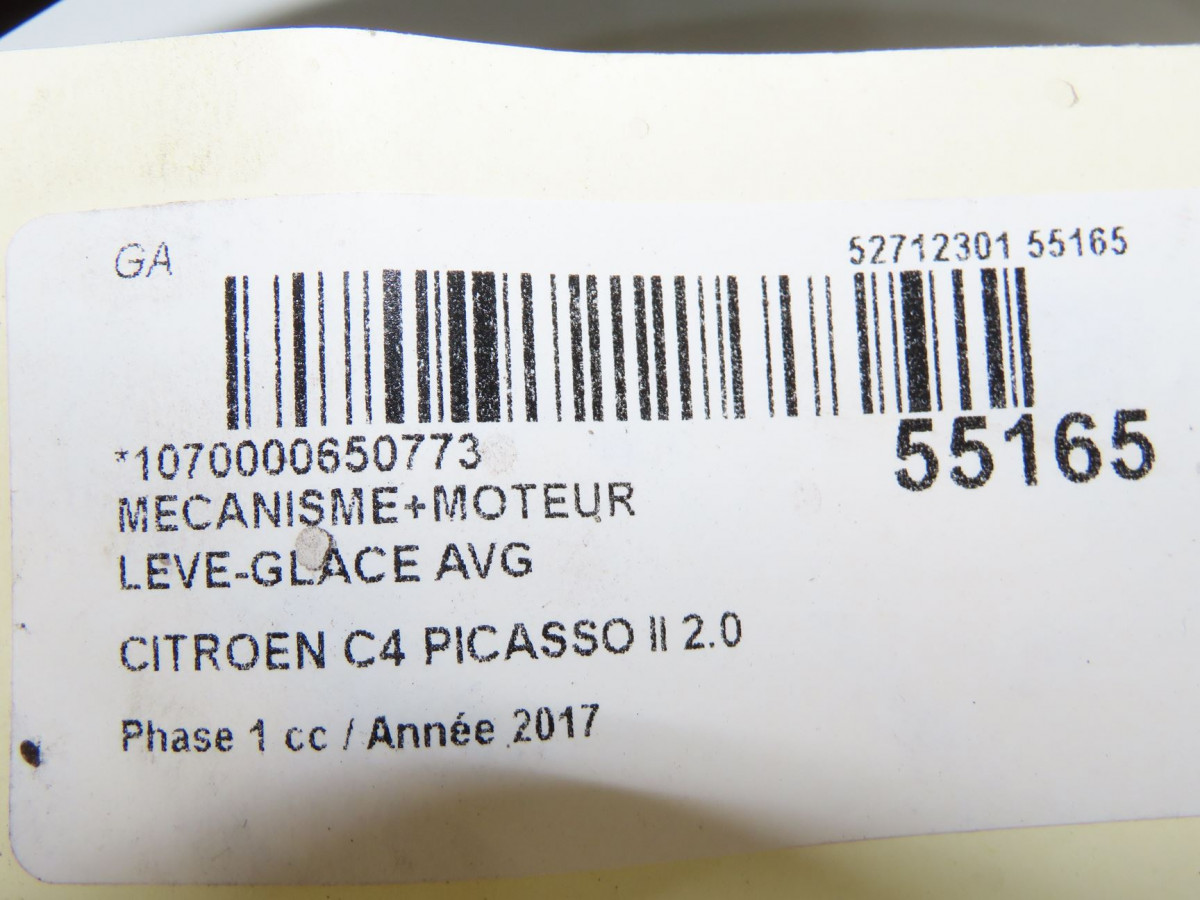 GA
52712301 55165
*1070000650773
55165
MECANISME+MOTEUR
LEVE-GLACE AVG
CITROEN C4 PICASSO II 2.0
Phase 1 cc / Année 2017